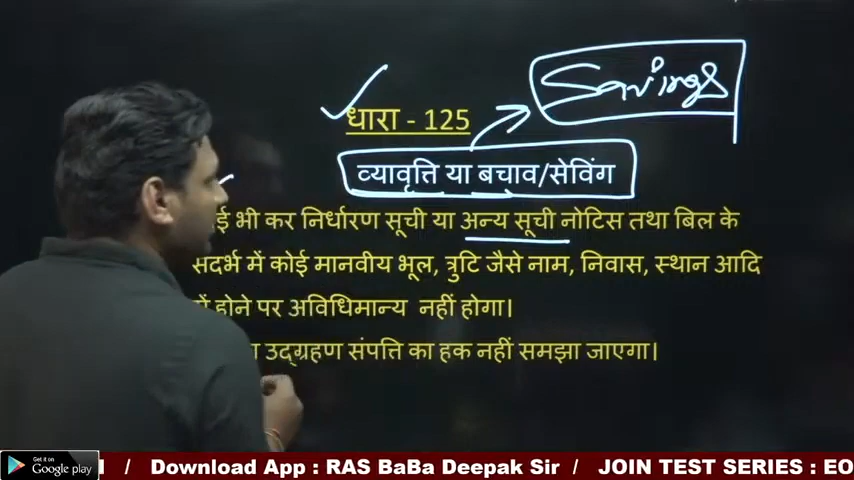 Savings
धारा - 125
व्यावृत्ति या बचाव/सेविंग
भी कर निर्धारण सूची या अन्य सूची नोटिस तथा बिल के
संदर्भ में कोई मानवीय भूल, त्रुटि जैसे नाम, निवास, स्थान आदि
होने पर अविधिमान्य नहीं होगा।
उद्ग्रहण संपत्ति का हक नहीं समझा जाएगा।
GET IT ON
Google play
/ Download App : RAS BaBa Deepak Sir / JOIN TEST SERIES : EO